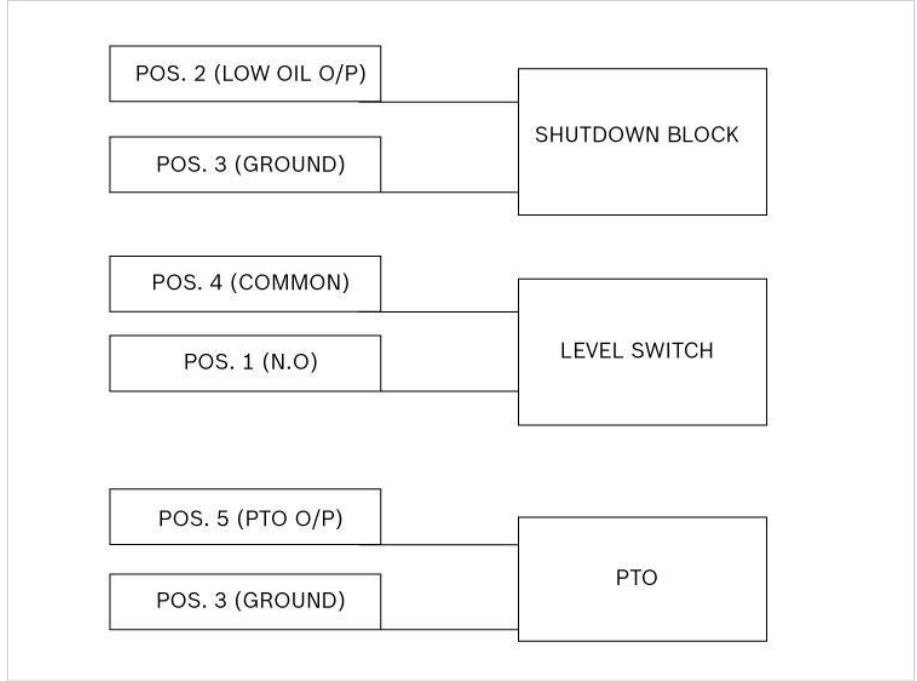 POS. 2 (LOW OIL O/P)
SHUTDOWN BLOCK
POS. 3 (GROUND)
POS. 4 (COMMON)
LEVEL SWITCH
POS. 1 (N.O)
POS. 5 (PTO O/P)
PTO
POS. 3 (GROUND)